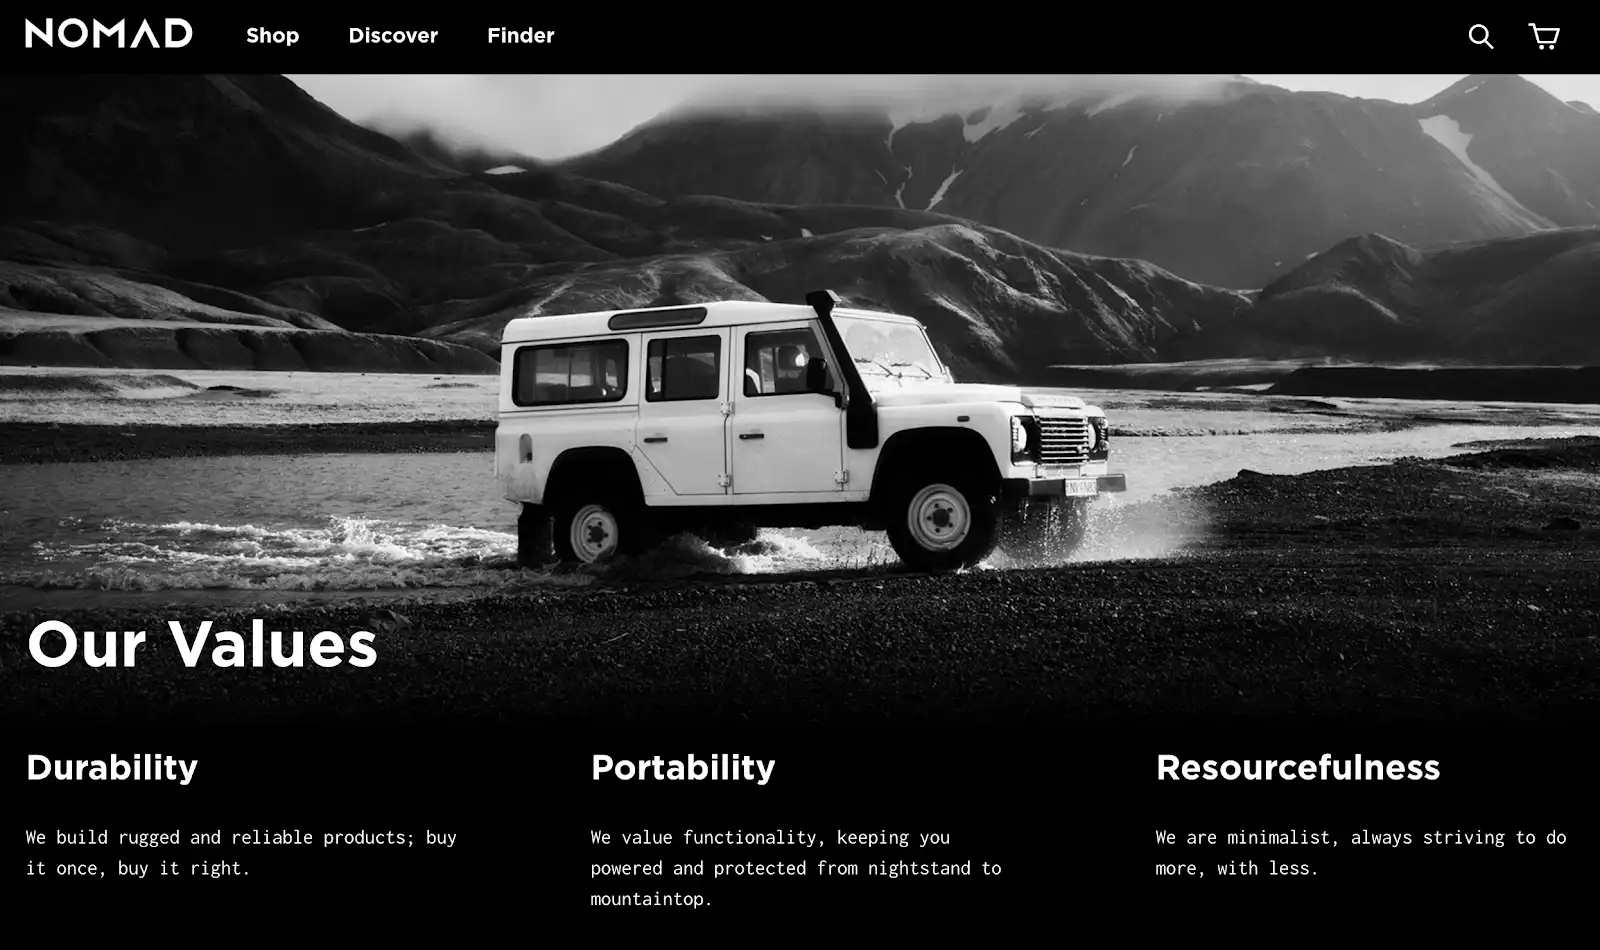 NOMAD
Shop Discover Finder
Our Values
Durability
We build rugged and reliable products; buy
it once, buy it right.
Portability
We value functionality, keeping you
powered and protected from nightstand to
mountaintop.
Resourcefulness
We are minimalist, always striving to do
more, with less.